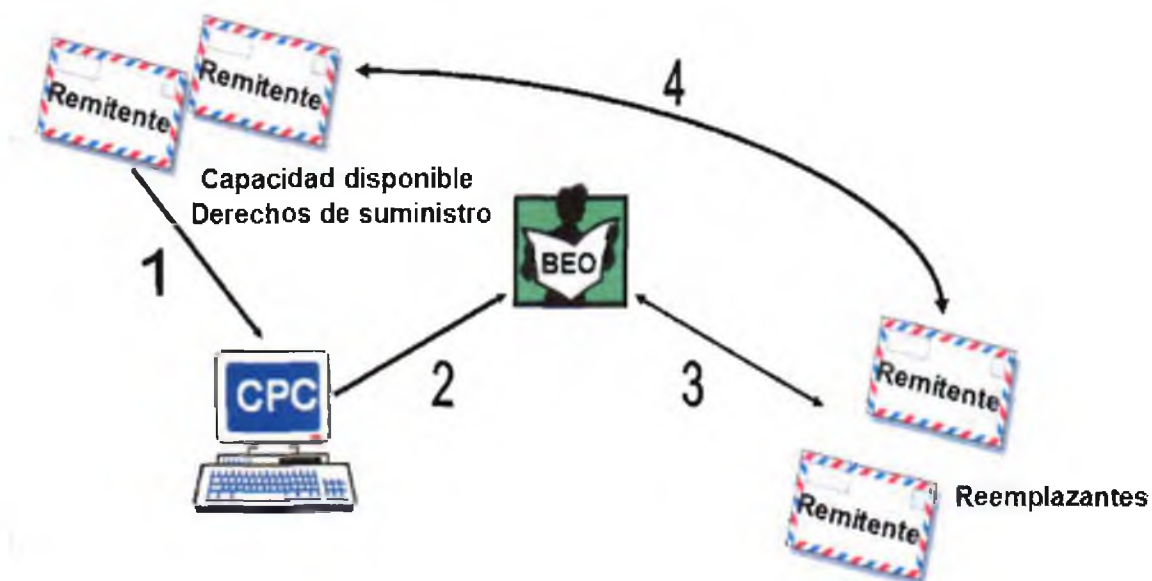 Remitente
Remitente
4
Capacidad disponible
Derechos de suministro
1
BEO
CPC
2
3
Remitente
Remitente
Reemplazantes